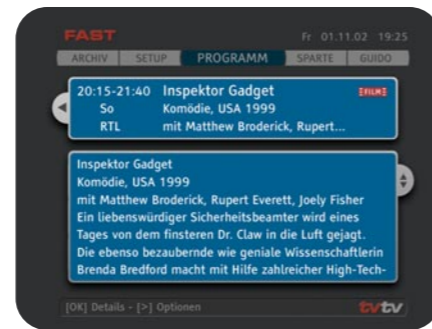 FAST Fr 01.11.02 19:25
ARCHIV SETUP PROGRAMM SPARTE GUIDO
20:15-21:40 Inspektor Gadget FILM
So Komödie, USA 1999
RTL mit Matthew Broderick, Rupert...
Inspektor Gadget
Komödie, USA 1999
mit Matthew Broderick, Rupert Everett, Joely Fisher
Ein liebenswürdiger Sicherheitsbeamter wird eines
Tages von dem finsteren Dr. Claw in die Luft gejagt.
Die ebenso bezaubernde wie geniale Wissenschaftlerin
Brenda Bredford macht mit Hilfe zahlreicher High-Tech-
[OK] Details - [>] Optionen tvtv